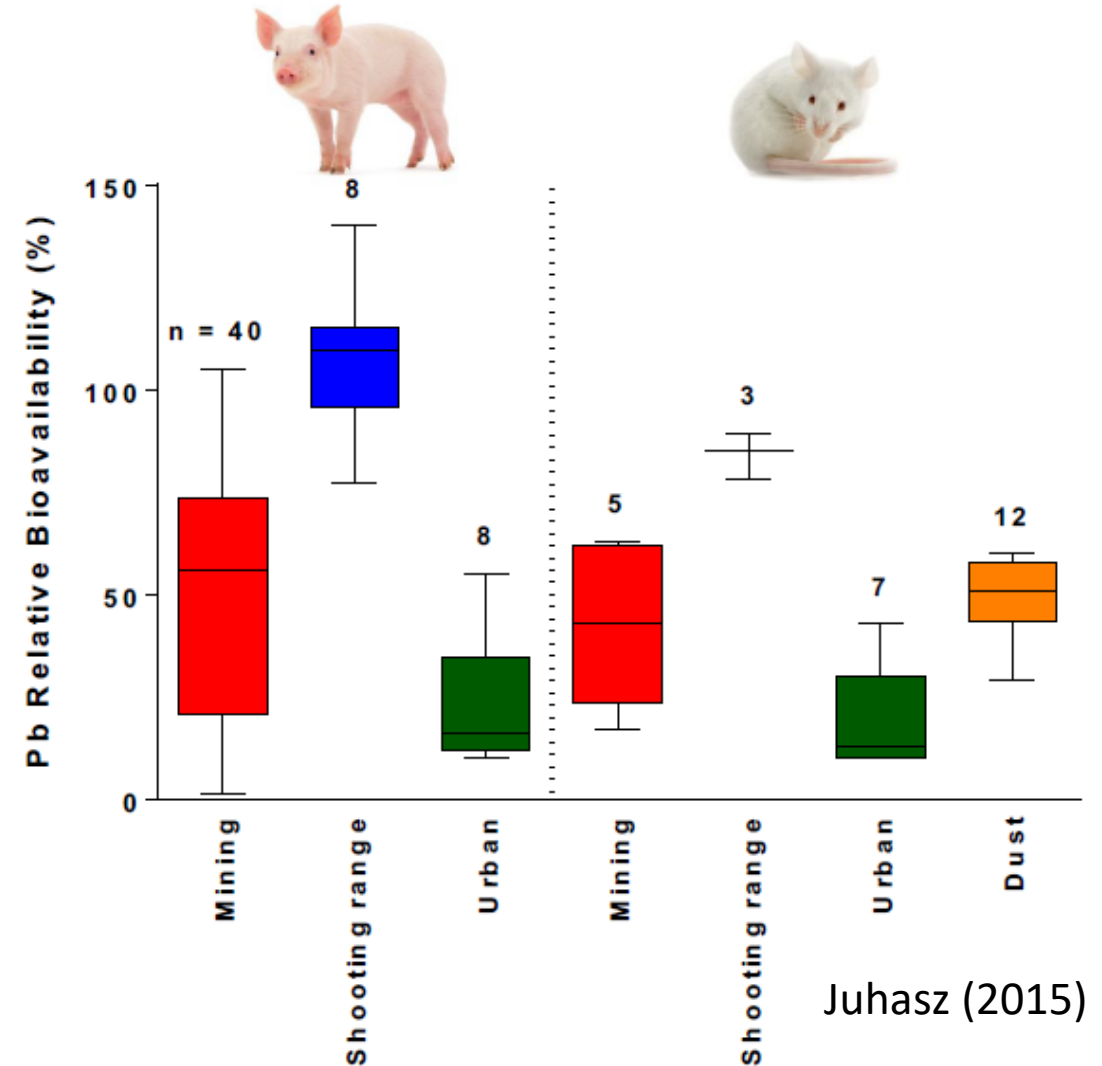 150
100
50
0
Pb Relative Bioavailability (%)
n = 40
8
8
5
3
7
12
Mining
Shooting range
Urban
Mining
Shooting range
Urban
Dust
Juhasz (2015)